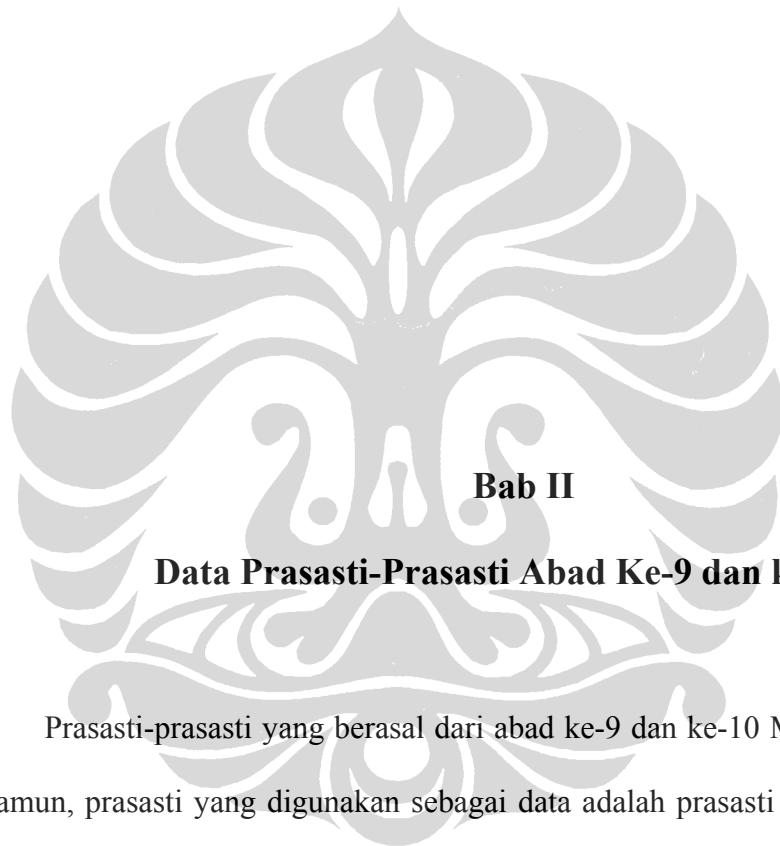 Bab II
Data Prasasti-Prasasti Abad Ke-9 dan
Prasasti-prasasti yang berasal dari abad ke-9 dan ke-10
amun, prasasti yang digunakan sebagai data adalah prasasti